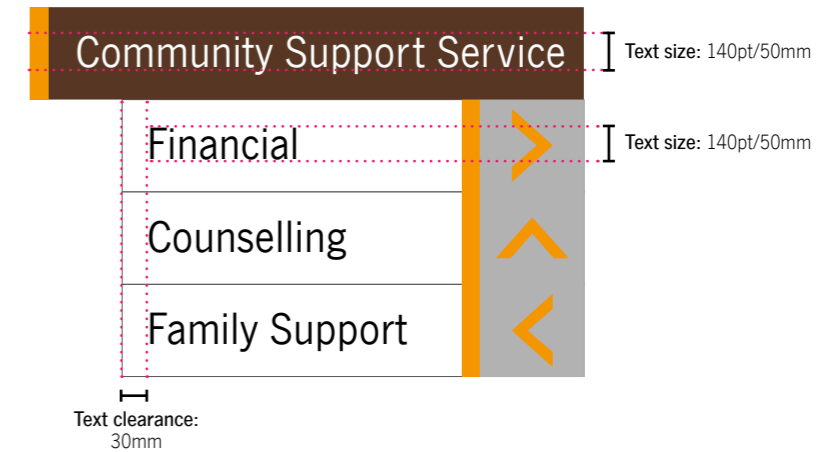 Community Support Service
Text size: 140pt/50mm
Financial
Text size: 140pt/50mm
Counselling
Family Support
Text clearance:
30mm